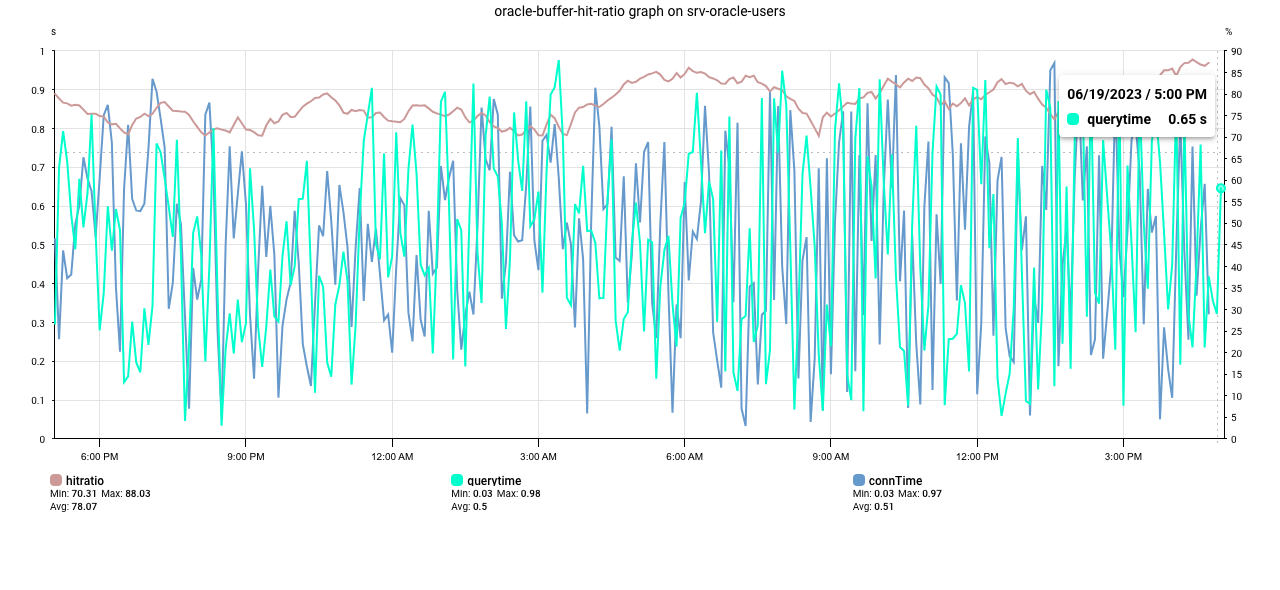 oracle-buffer-hit-ratio graph on srv-oracle-users
s %
1 90
85
0.9 80
75
0.8 70
0.7 65
60
0.6 55
50
0.5 45
40
0.4 35
30
0.3 25
0.2 20
15
0.1 10
5
0 0
06/19/2023 / 5:00 PM
querytime 0.65 s
6:00 PM 9:00 PM 12:00 AM 3:00 AM 6:00 AM 9:00 AM 12:00 PM 3:00 PM
hitratio querytime connTime
Min: 70.31 Max: 88.03 Min: 0.03 Max: 0.98 Min: 0.03 Max: 0.97
Avg: 78.07 Avg: 0.5 Avg: 0.51